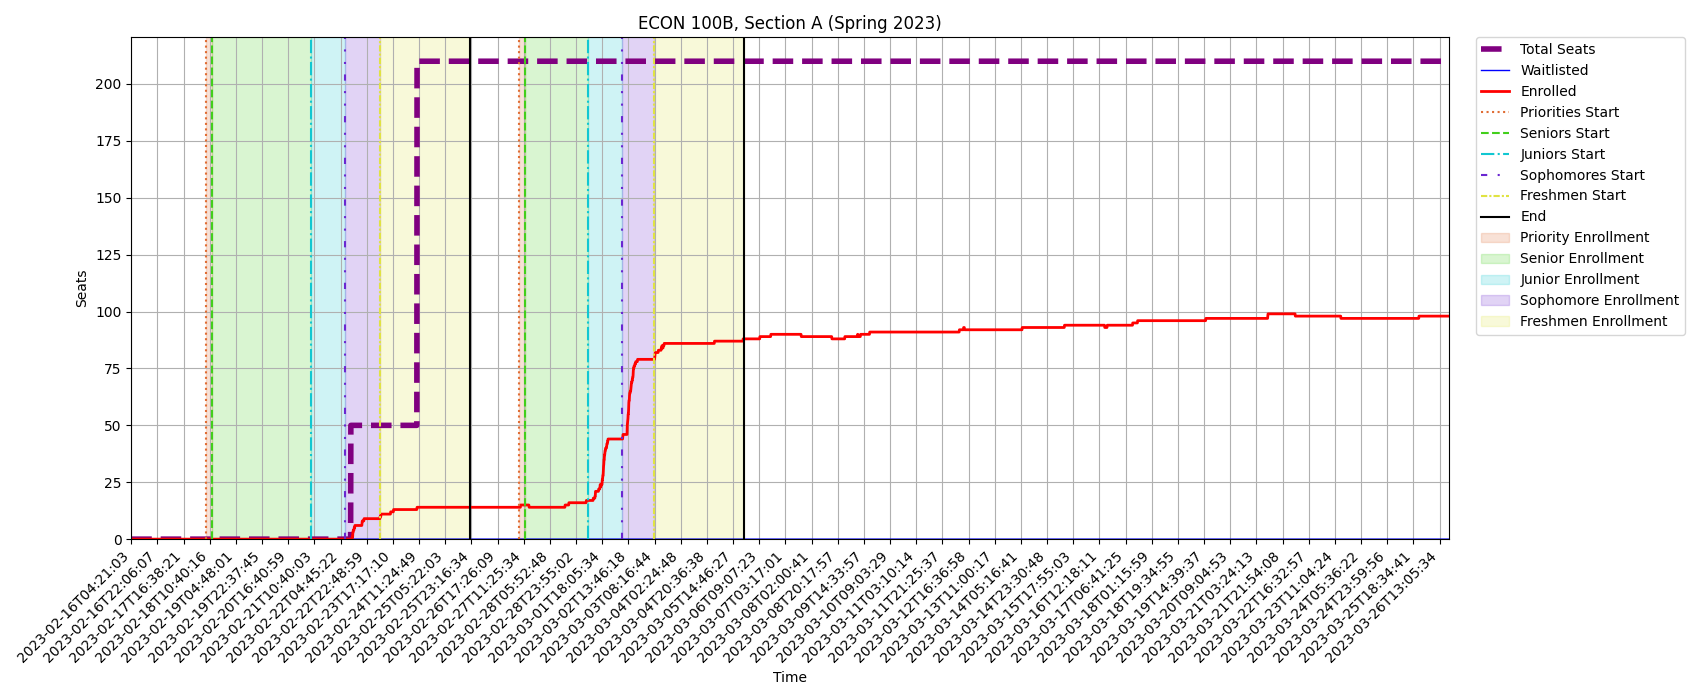 ECON 100B, Section A (Spring 2023)
Seats
200
175
150
125
100
75
50
25
0
2023-02-16T04:21:03
2023-02-16T22:06:07
2023-02-17T16:38:21
2023-02-18T10:40:16
2023-02-19T04:48:01
2023-02-19T22:37:45
2023-02-20T16:40:59
2023-02-21T10:40:03
2023-02-22T04:45:22
2023-02-22T22:48:59
2023-02-23T17:17:10
2023-02-24T11:24:49
2023-02-25T05:22:03
2023-02-25T23:16:34
2023-02-26T17:26:09
2023-02-27T11:25:34
2023-02-28T05:52:48
2023-02-28T23:55:02
2023-03-01T18:05:34
2023-03-02T13:46:18
2023-03-03T08:16:44
2023-03-04T02:24:48
2023-03-04T20:36:38
2023-03-05T14:46:27
2023-03-06T09:07:23
2023-03-07T03:17:01
2023-03-08T02:00:41
2023-03-08T20:17:57
2023-03-09T14:33:57
2023-03-10T09:03:29
2023-03-11T03:10:14
2023-03-11T21:25:37
2023-03-12T16:36:58
2023-03-13T11:00:17
2023-03-14T05:16:41
2023-03-14T23:30:48
2023-03-15T17:55:03
2023-03-16T12:18:11
2023-03-17T06:41:25
2023-03-18T01:15:59
2023-03-18T19:34:55
2023-03-19T14:39:37
2023-03-20T09:04:53
2023-03-21T03:24:13
2023-03-21T21:54:08
2023-03-22T16:32:57
2023-03-23T11:04:24
2023-03-24T05:36:22
2023-03-24T23:59:56
2023-03-25T18:34:41
2023-03-26T13:05:34
Time
Total Seats
Waitlisted
Enrolled
Priorities Start
Seniors Start
Juniors Start
Sophomores Start
Freshmen Start
End
Priority Enrollment
Senior Enrollment
Junior Enrollment
Sophomore Enrollment
Freshmen Enrollment